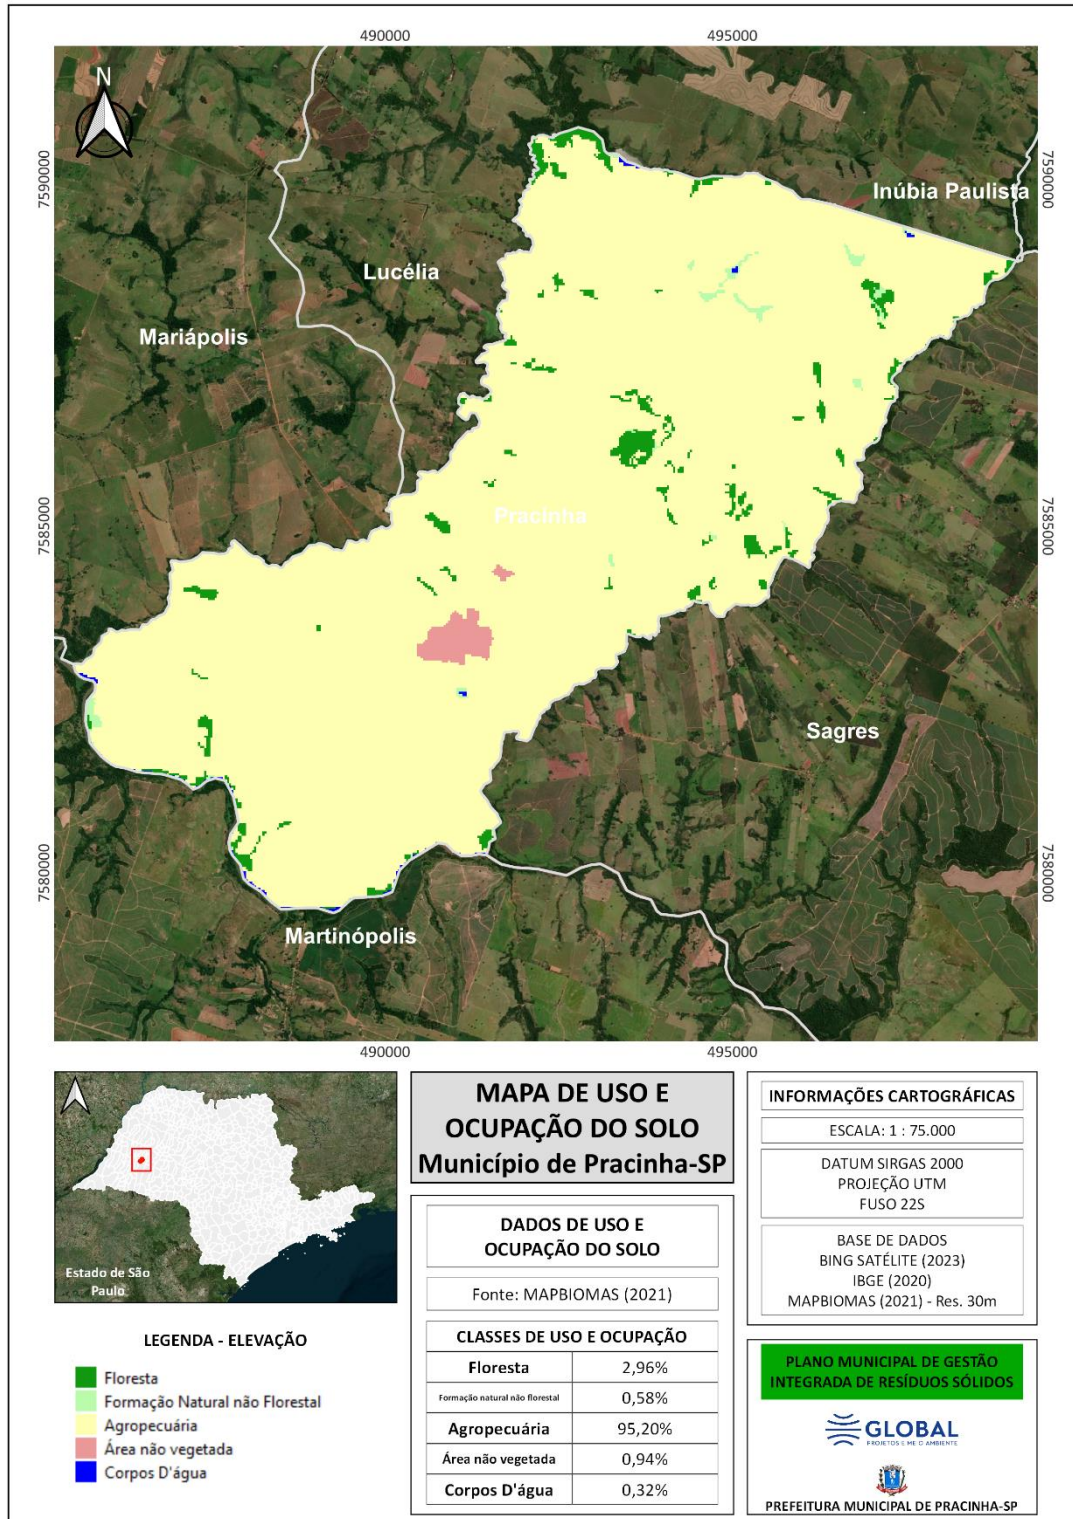 490000
495000
N
7590000
7590000
Inúbia Paulista
Lucélia
Mariápolis
7585000
Pracinha
7585000
Sagres
7580000
7580000
Martinópolis
490000
495000
Estado de São
Paulo
LEGENDA - ELEVAÇÃO
Floresta
Formação Natural não Florestal
Agropecuária
Área não vegetada
Corpos D'água
MAPA DE USO E
OCUPAÇÃO DO SOLO
Município de Pracinha-SP
DADOS DE USO E
OCUPAÇÃO DO SOLO
Fonte: MAPBIOMAS (2021)
CLASSES DE USO E OCUPAÇÃO
Floresta 2,96%
Formação natural não florestal 0,58%
Agropecuária 95,20%
Área não vegetada 0,94%
Corpos D'água 0,32%
INFORMAÇÕES CARTOGRÁFICAS
ESCALA: 1 : 75.000
DATUM SIRGAS 2000
PROJEÇÃO UTM
FUSO 22S
BASE DE DADOS
BING SATÉLITE (2023)
IBGE (2020)
MAPBIOMAS (2021) - Res. 30m
PLANO MUNICIPAL DE GESTÃO
INTEGRADA DE RESÍDUOS SÓLIDOS
GLOBAL
PROJETOS E ME O AMBIENTE
PREFEITURA MUNICIPAL DE PRACINHA-SP